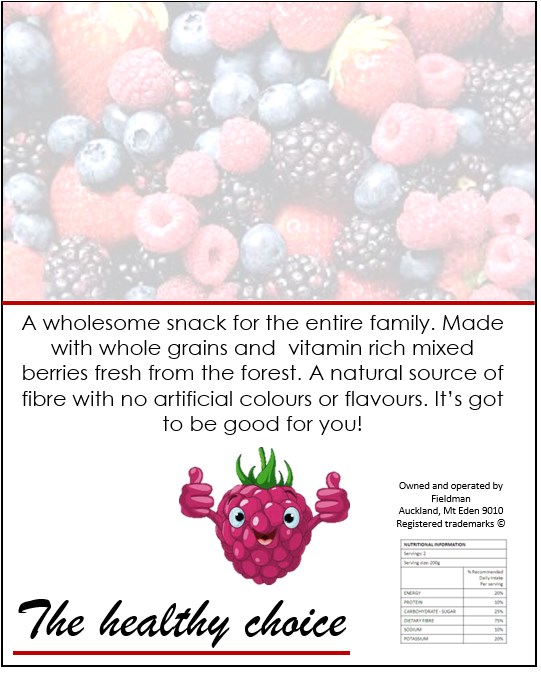 A wholesome snack for the entire family. Made
with whole grains and  vitamin rich mixed
berries fresh from the forest. A natural source of
fibre with no artificial colours or flavours. It's got
to be good for you!
Owned and operated by
Fieldman
Auckland, Mt Eden 9010
Registered trademarks ©
NUTRITIONAL INFORMATION
Servings: 2
Serving size: 200g
% Recommended
Daily Intake
Per serving
ENERGY 20%
PROTEIN 10%
CARBOHYDRATE - SUGAR 25%
DIETARY FIBRE 75%
SODIUM 10%
POTASSIUM 20%
The healthy choice